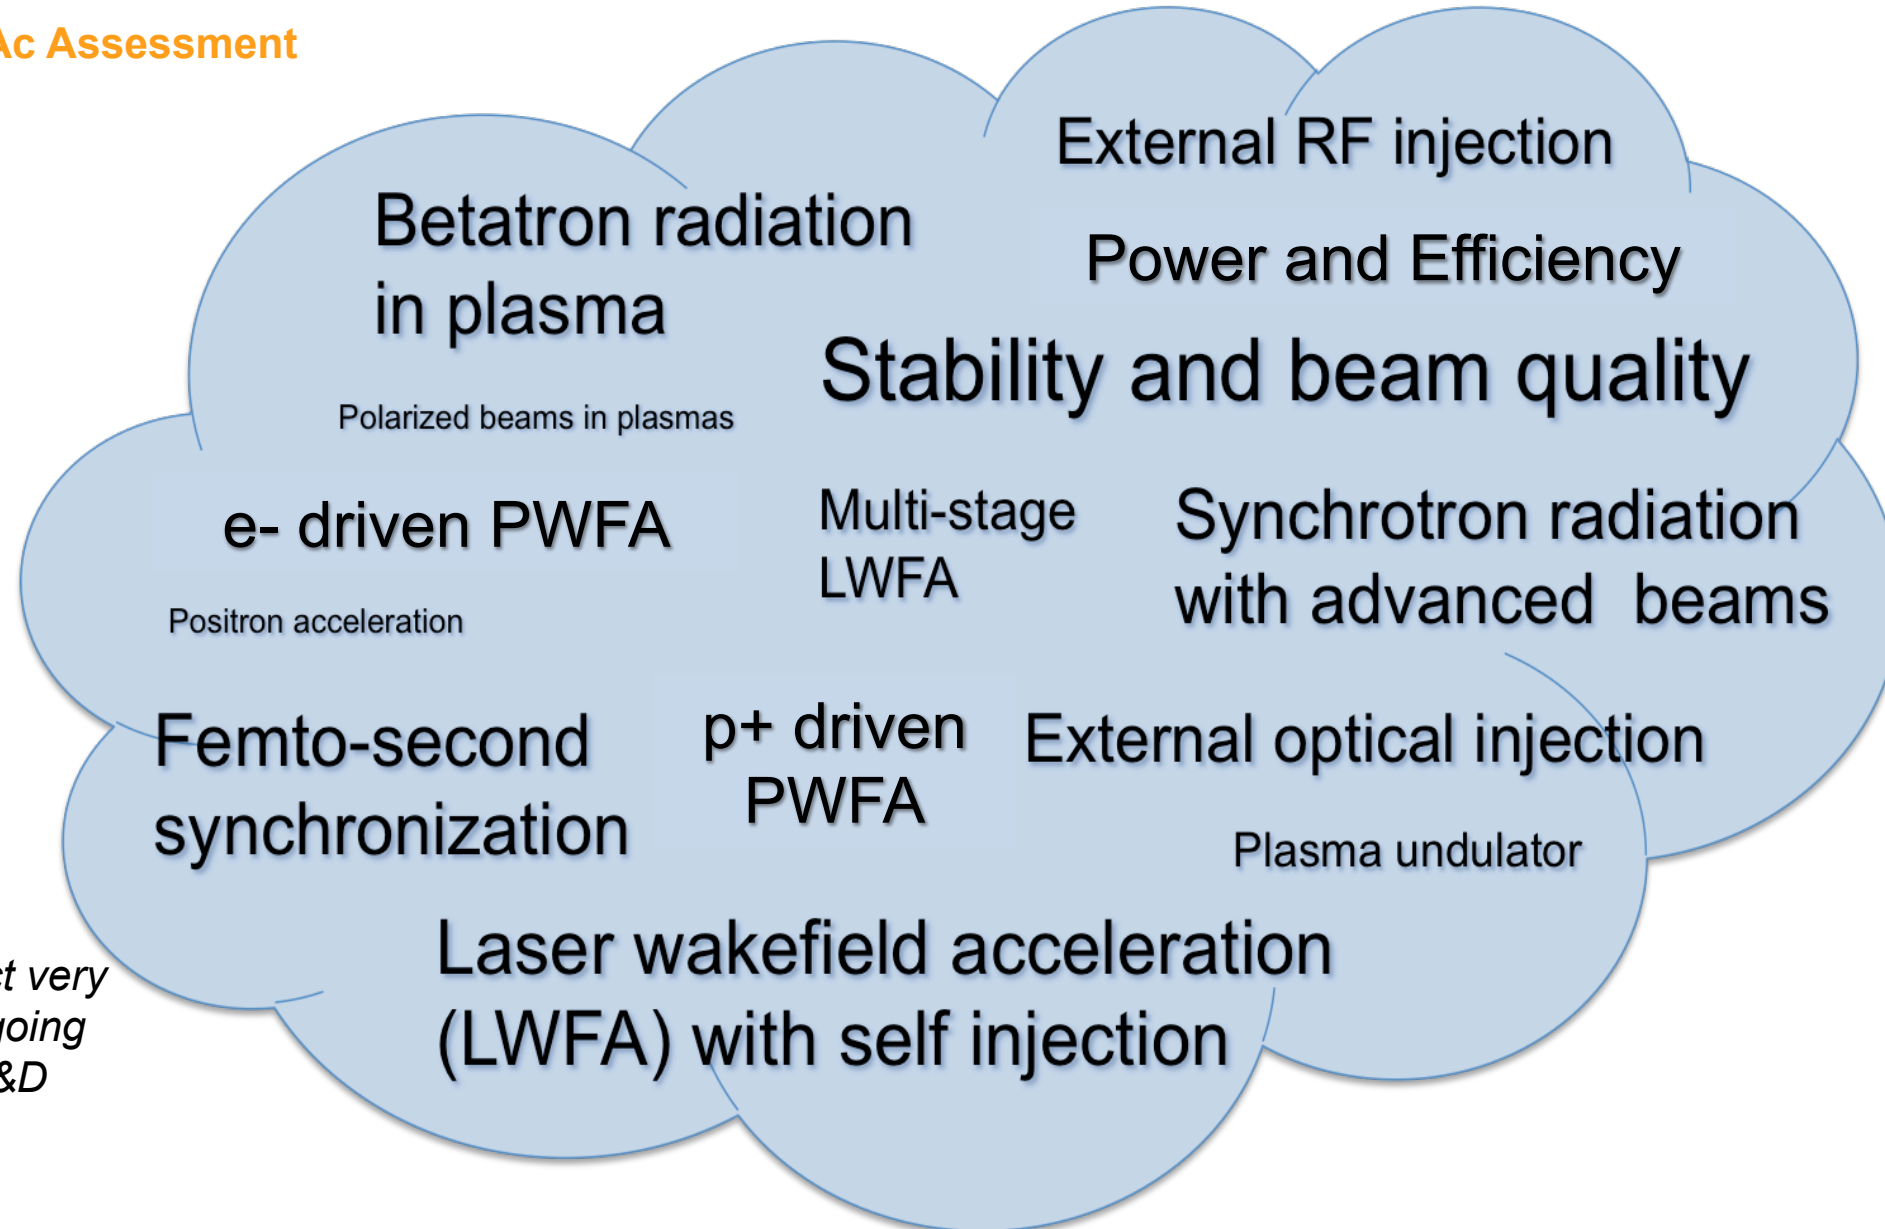 Ac Assessment
External RF injection
Betatron radiation
in plasma
Power and Efficiency
Stability and beam quality
Polarized beams in plasmas
e- driven PWFA
Multi-stage
LWFA
Synchrotron radiation
with advanced beams
Positron acceleration
Femto-second
synchronization
p+ driven
PWFA
External optical injection
Plasma undulator
Laser wakefield acceleration
(LWFA) with self injection
very
going
&D